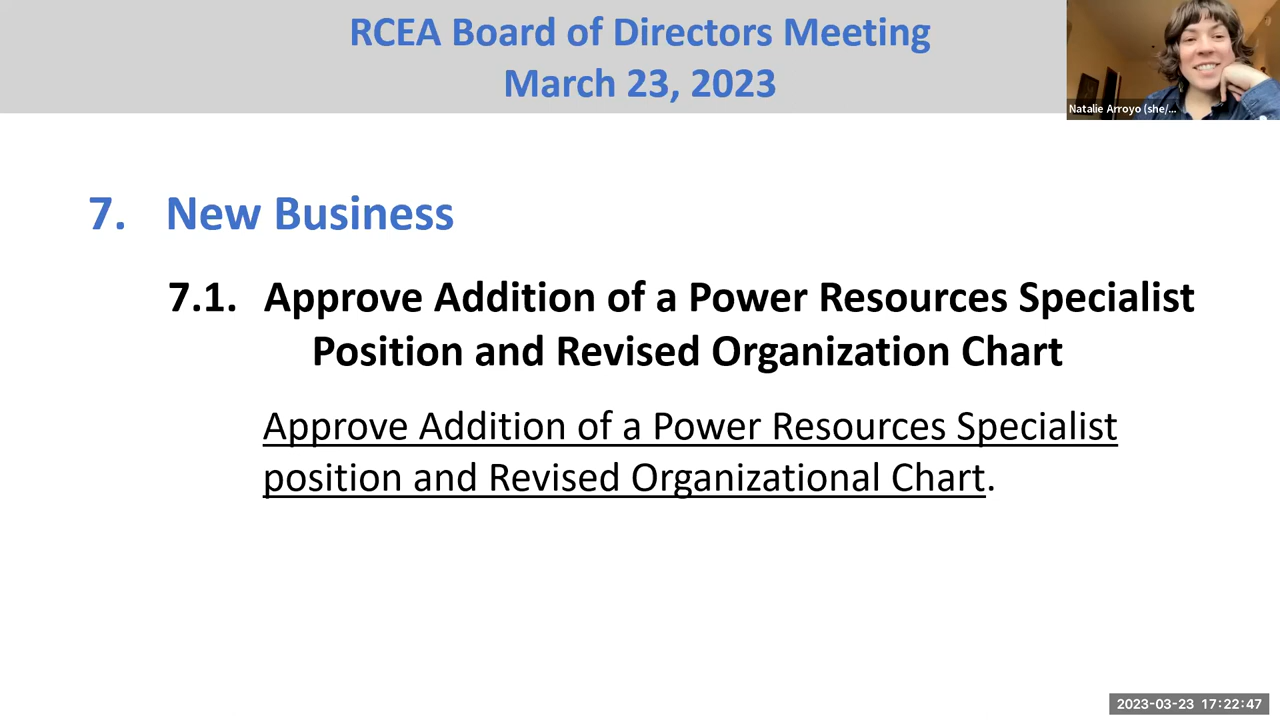 RCEA Board of Directors Meeting
March 23, 2023
Natalie Arroyo (she/...
7. New Business
7.1. Approve Addition of a Power Resources Specialist
Position and Revised Organization Chart
Approve Addition of a Power Resources Specialist
position and Revised Organizational Chart.
2023-03-23 17:22:47